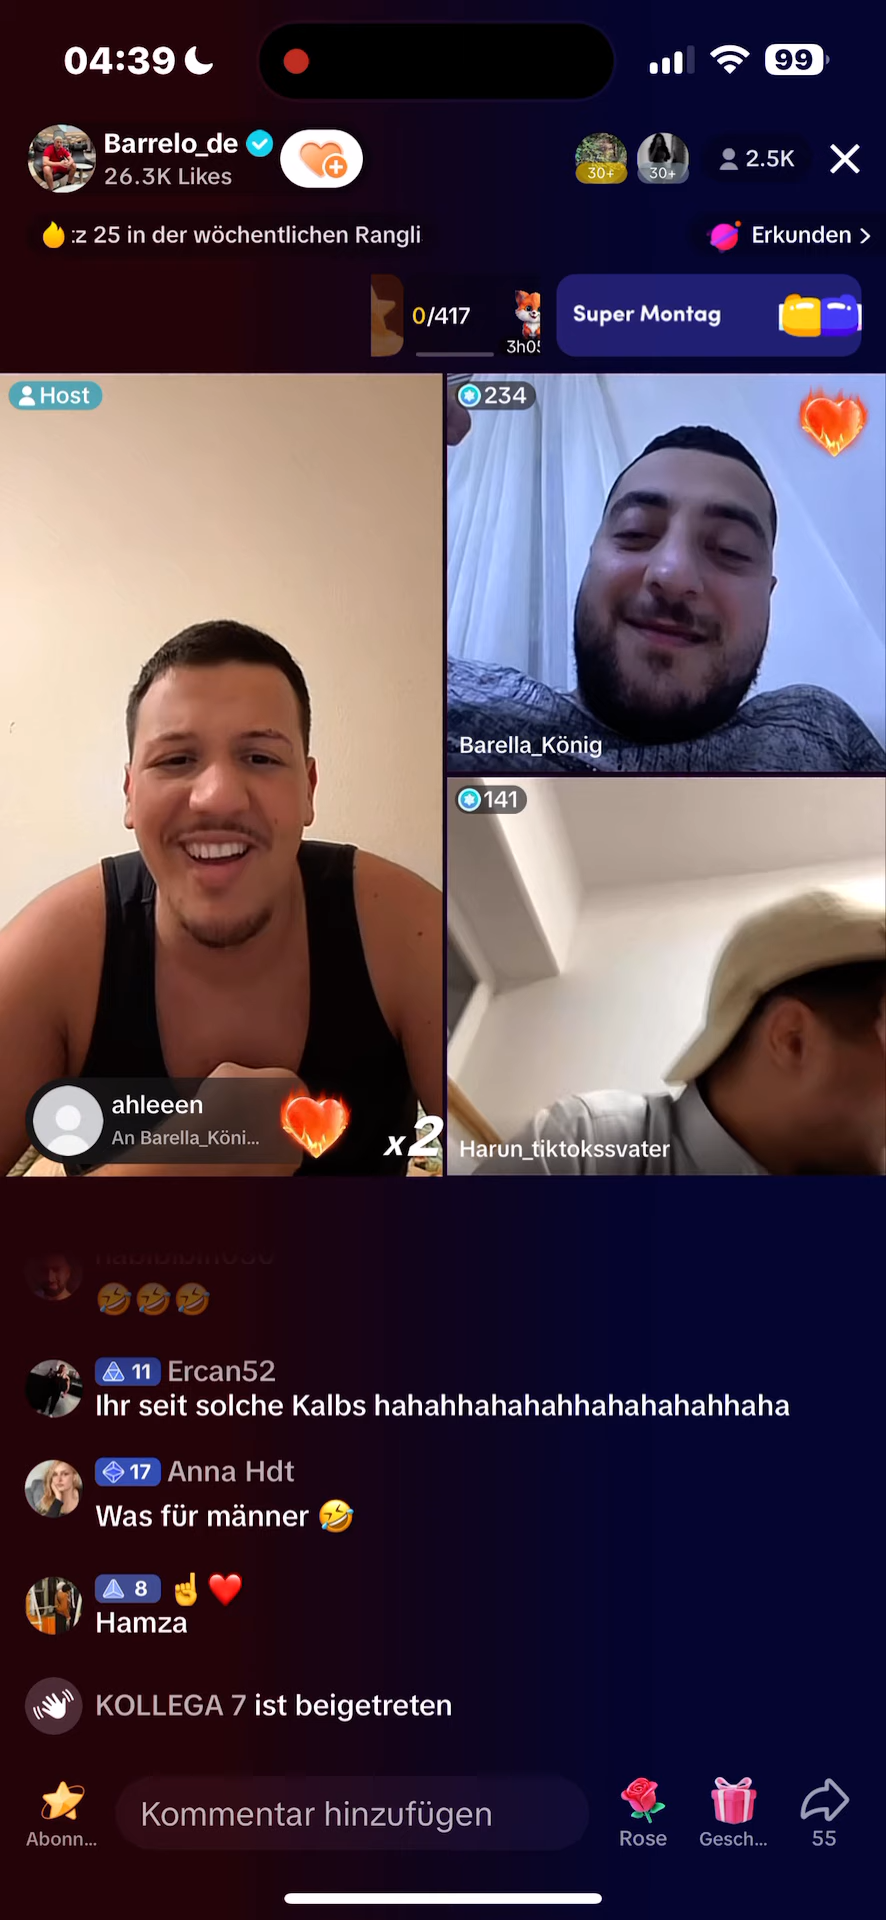 04:39
99
Barrelo_de
26.3K Likes
30+
30+
2.5K
25 in der wöchentlichen Rangli
Erkunden >
0/417
Super Montag
Host
234
Barella_König
141
ahleeen
An Barella_Köni...
x2
Harun_tiktokssvater
🤣🤣🤣
11 Ercan52
Ihr seit solche Kalbs hahahhahahahhahahahahhaha
17 Anna Hdt
Was für männer 🤣
8 ☝️❤️
Hamza
KOLLEGA 7 ist beigetreten
Abonn...
Kommentar hinzufügen
Rose
Gesch...
55